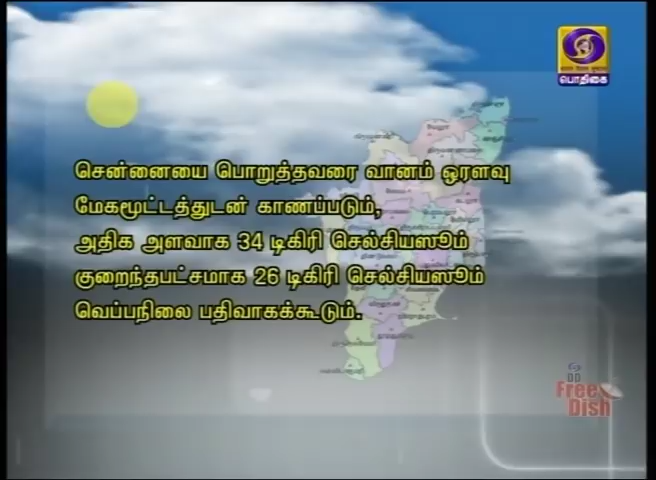 பொதிகை
சென்னையை பொறுத்தவரை வானம் ஓரளவு
மேகமூட்டத்துடன் காணப்படும்,
அதிக அளவாக 34 டிகிரி செல்சியஸூம்
குறைந்தபட்சமாக 26 டிகிரி செல்சியஸூம்
வெப்பநிலை பதிவாகக்கூடும்.
DD
Free
Dish